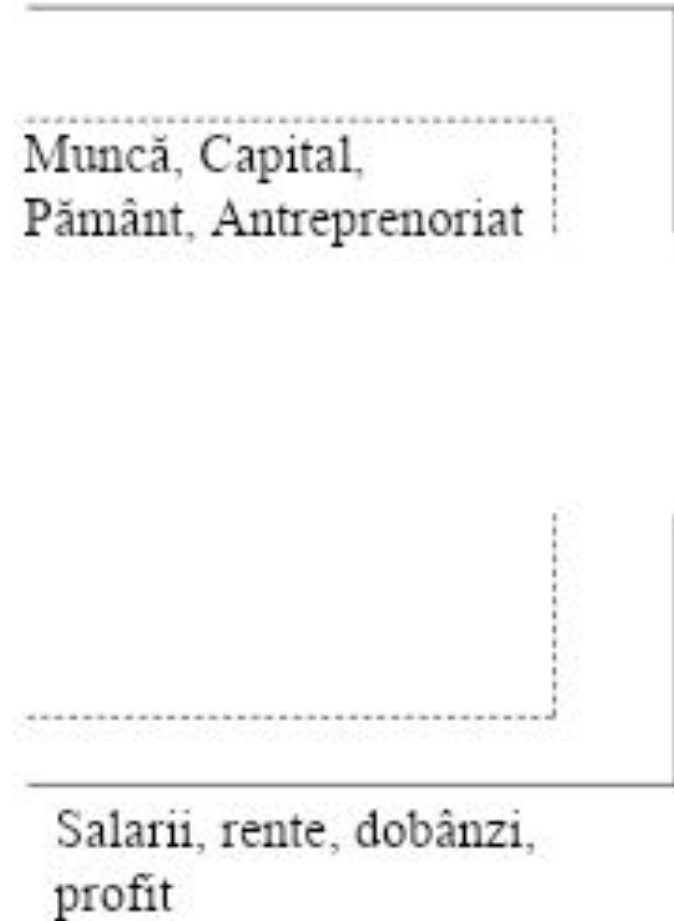 Muncă, Capital,
Pământ, Antreprenoriat
Salarii, rente, dobânzi,
profit